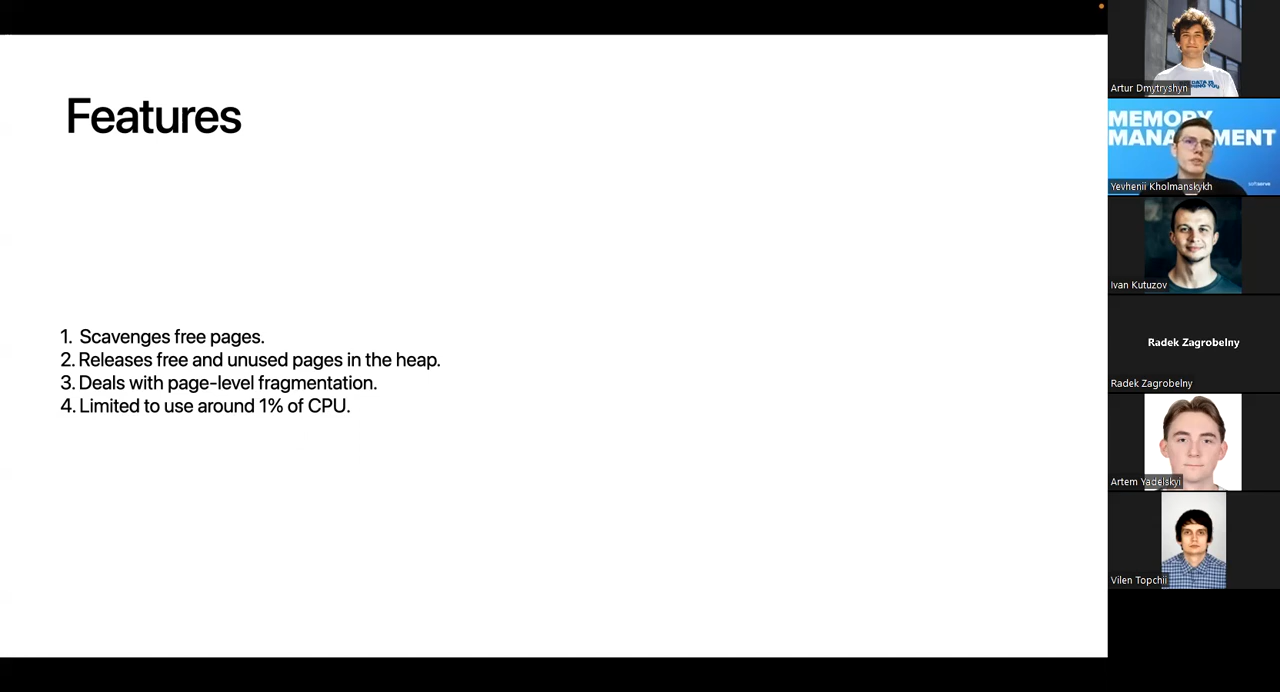 Features
1. Scavenges free pages.
2. Releases free and unused pages in the heap.
3. Deals with page-level fragmentation.
4. Limited to use around 1% of CPU.
Artur Dmytryshyn
MEMORY
MANAGEMENT
softserve
Yevhenii Kholmanskykh
Ivan Kutuzov
Radek Zagrobelny
Radek Zagrobelny
Artem Yadelskyi
Vilen Topchii